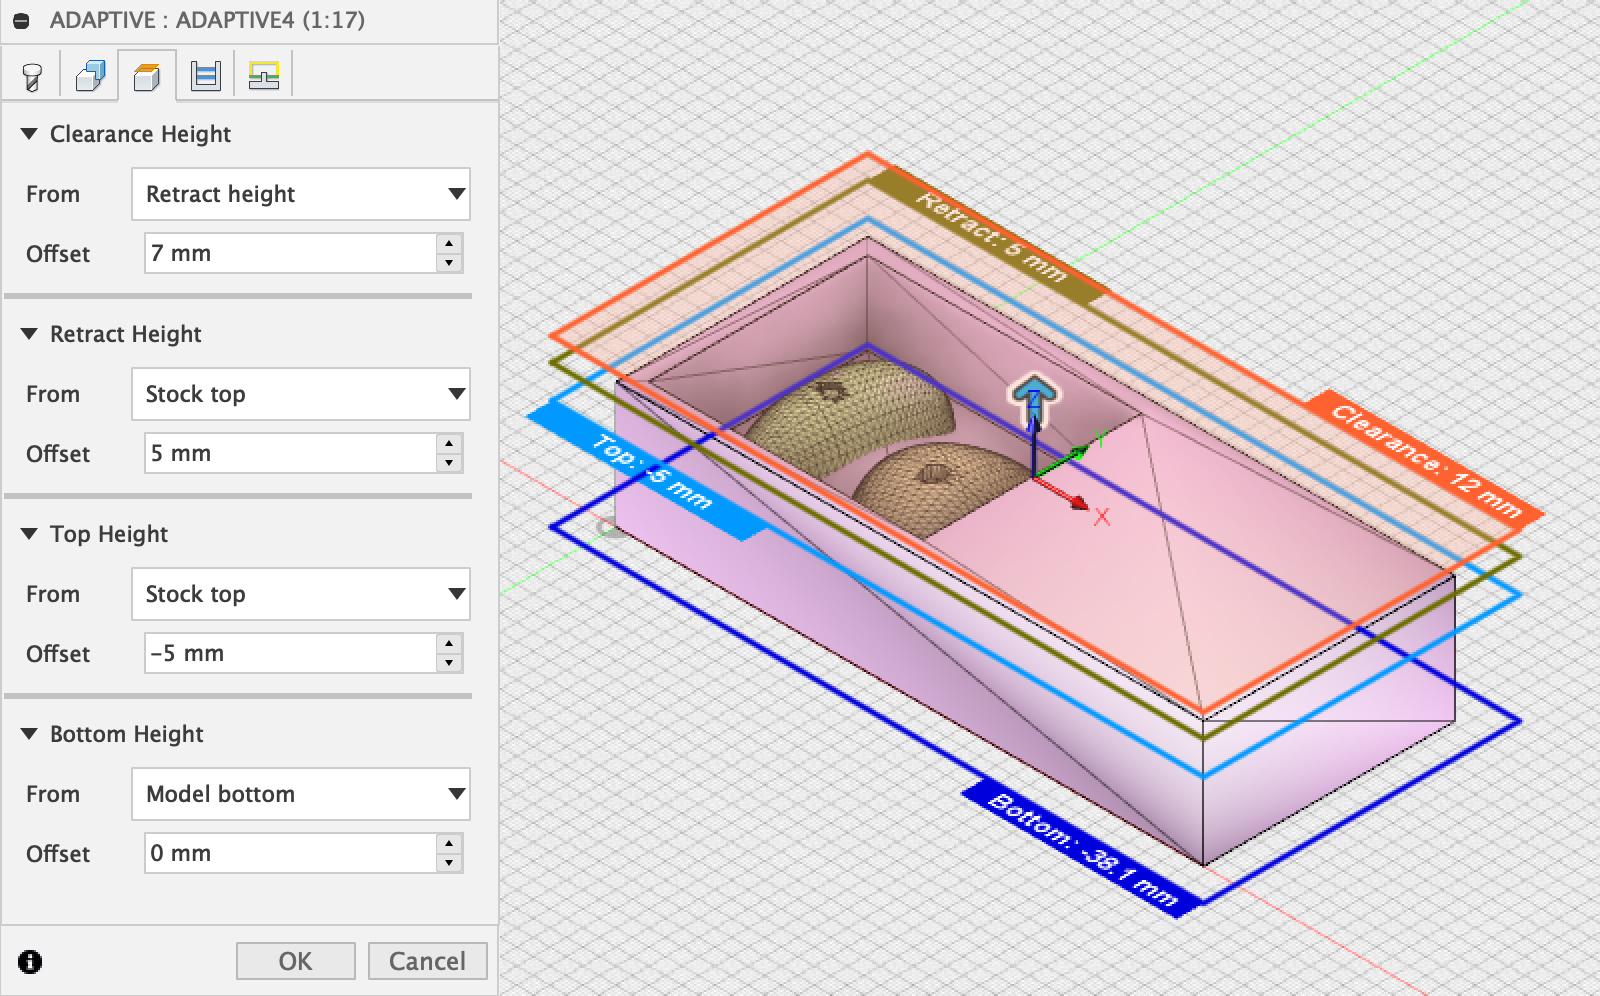 ADAPTIVE : ADAPTIVE4 (1:17)
Clearance Height
From Retract height
Offset 7 mm
Retract Height
From Stock top
Offset 5 mm
Top Height
From Stock top
Offset −5 mm
Bottom Height
From Model bottom
Offset 0 mm
OK Cancel
Retract: 5 mm
Clearance: 12 mm
Top: -5 mm
Bottom: -38.1 mm
Z
Y
X